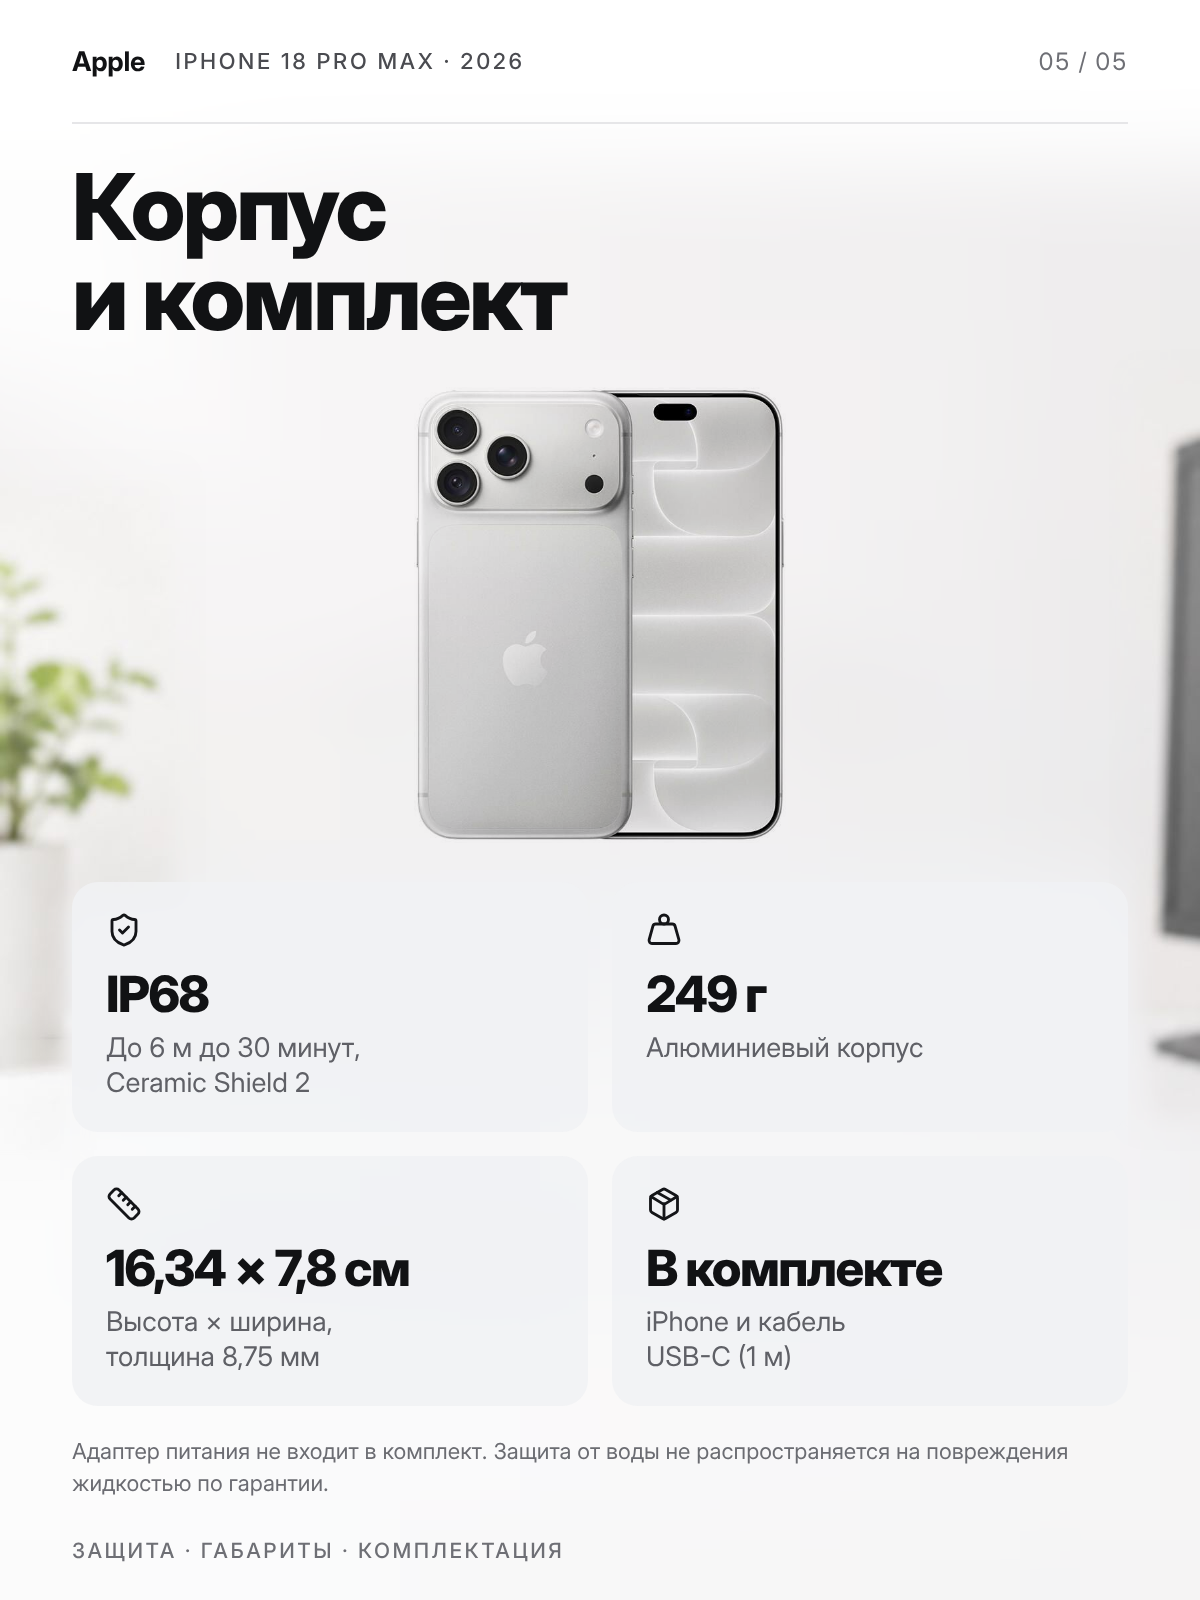 Apple IPHONE 18 PRO MAX · 2026 05 / 05
Корпус
и комплект
IP68
До 6 м до 30 минут,
Ceramic Shield 2
249 г
Алюминиевый корпус
16,34 × 7,8 см
Высота × ширина,
толщина 8,75 мм
В комплекте
iPhone и кабель
USB-C (1 м)
Адаптер питания не входит в комплект. Защита от воды не распространяется на повреждения
жидкостью по гарантии.
ЗАЩИТА · ГАБАРИТЫ · КОМПЛЕКТАЦИЯ